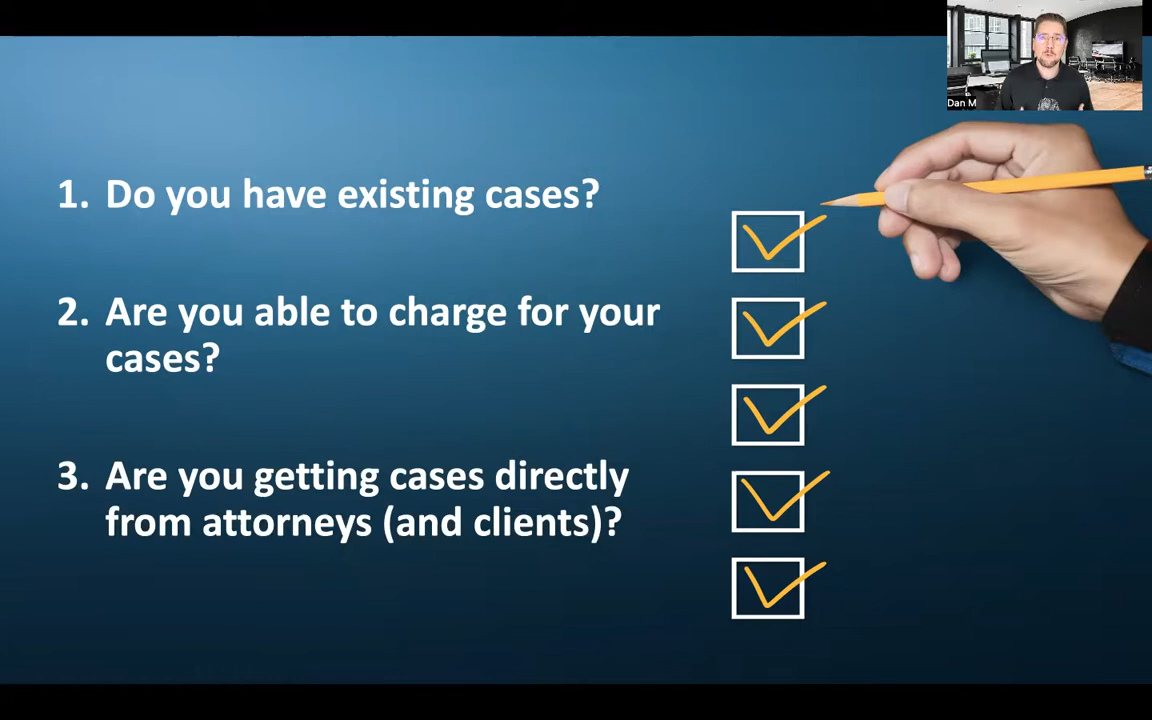 Dan M
1. Do you have existing cases?
2. Are you able to charge for your
cases?
3. Are you getting cases directly
from attorneys (and clients)?